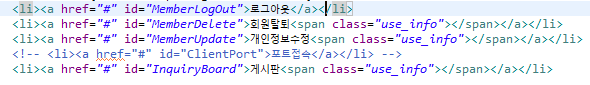 <li><a href="#" id="MemberLogOut">로그아웃</a></li>
<li><a href="#" id="MemberDelete">회원탈퇴<span class="use_info"></span></a></li>
<li><a href="#" id="MemberUpdate">개인정보수정<span class="use_info"></span></a></li>
<!-- <li><a href="#" id="ClientPort">포트접속</a></li> -->
<li><a href="#" id="InquiryBoard">게시판<span class="use_info"></span></a></li>